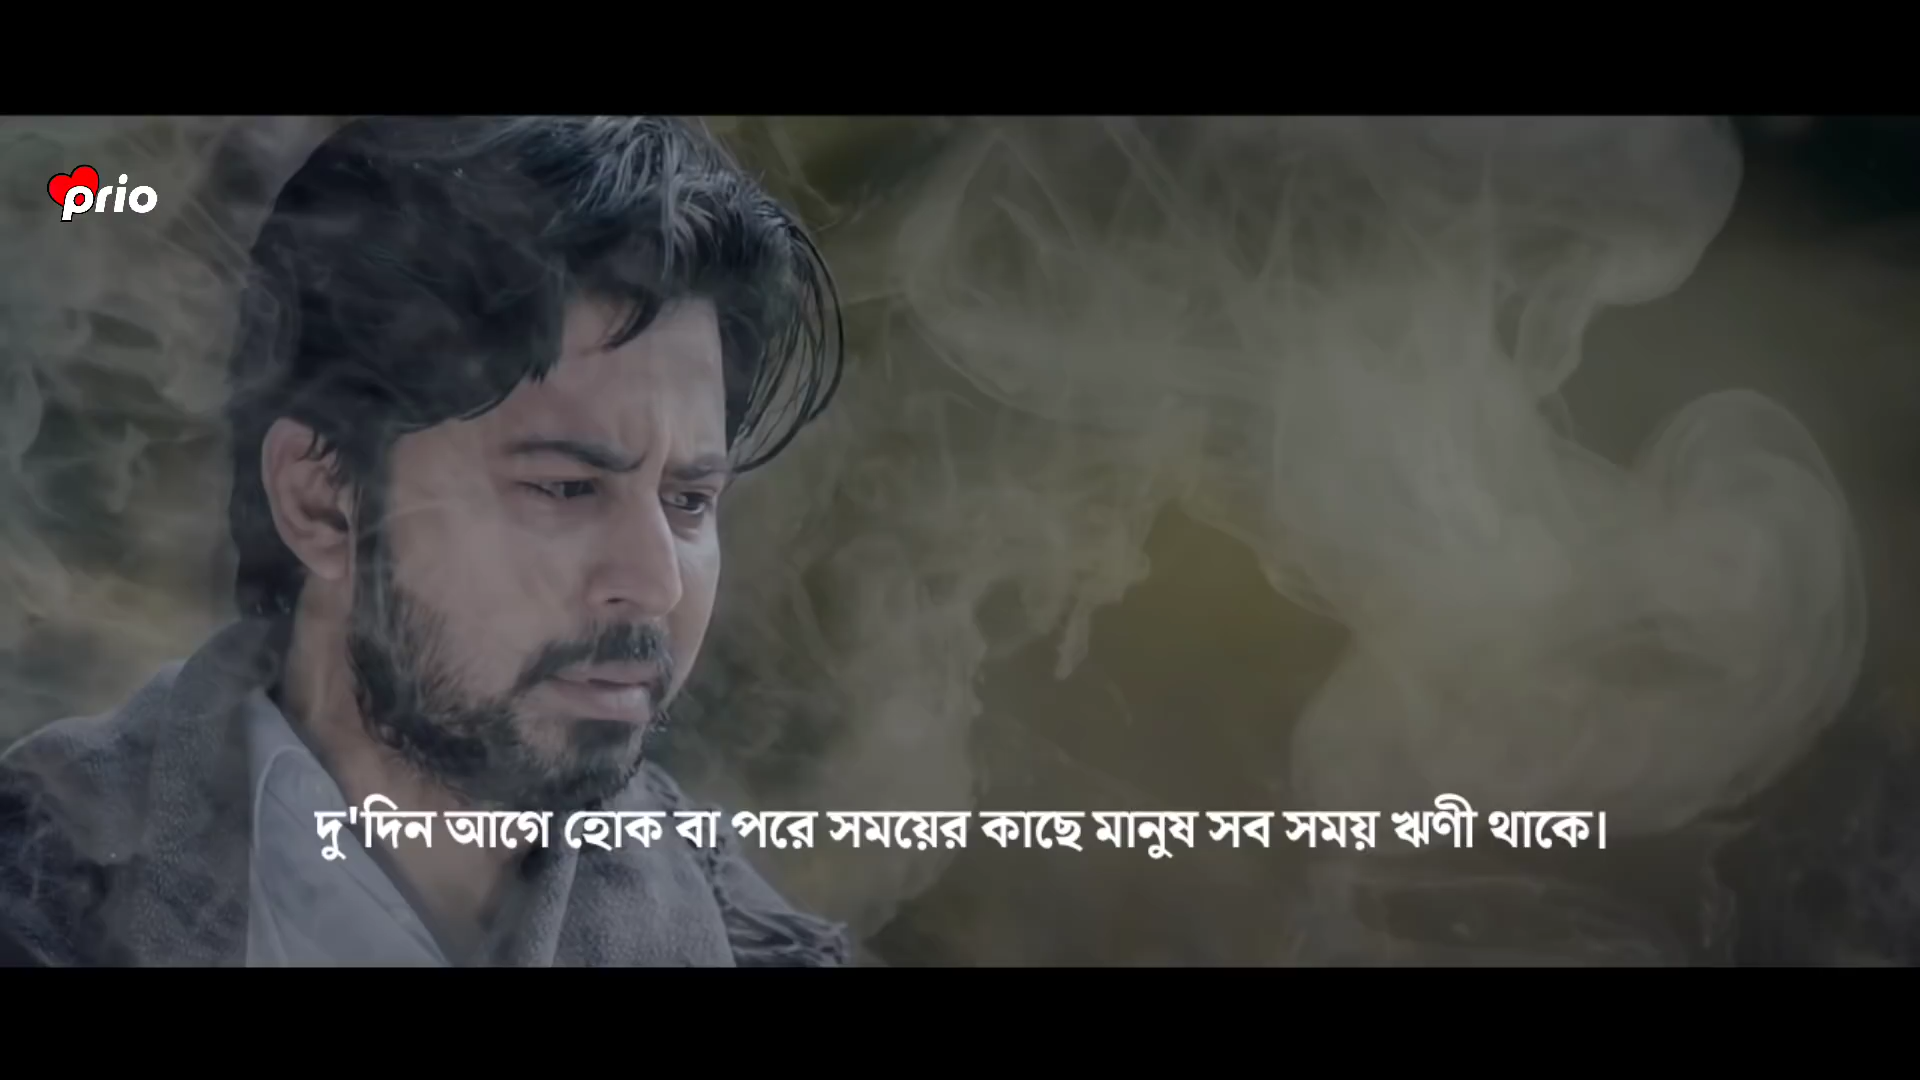 prio
দু'দিন আগে হোক বা পরে সময়ের কাছে মানুষ সব সময় ঋণী থাকে।